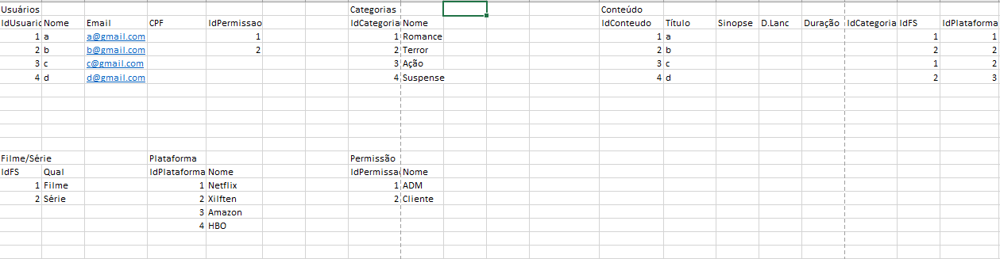 Usuários Categorias Conteúdo
IdUsuario Nome Email CPF IdPermissao IdCategoria Nome IdConteudo Título Sinopse D.Lanc Duração IdCategoria IdFS IdPlataforma
1 a a@gmail.com 1 1 Romance 1 a 1 1
2 b b@gmail.com 2 2 Terror 2 b 2 2
3 c c@gmail.com 3 Ação 3 c 1 2
4 d d@gmail.com 4 Suspense 4 d 2 3
Filme/Série Plataforma Permissão
IdFS Qual IdPlataforma Nome IdPermissa Nome
1 Filme 1 Netflix 1 ADM
2 Série 2 Xilften 2 Cliente
3 Amazon
4 HBO